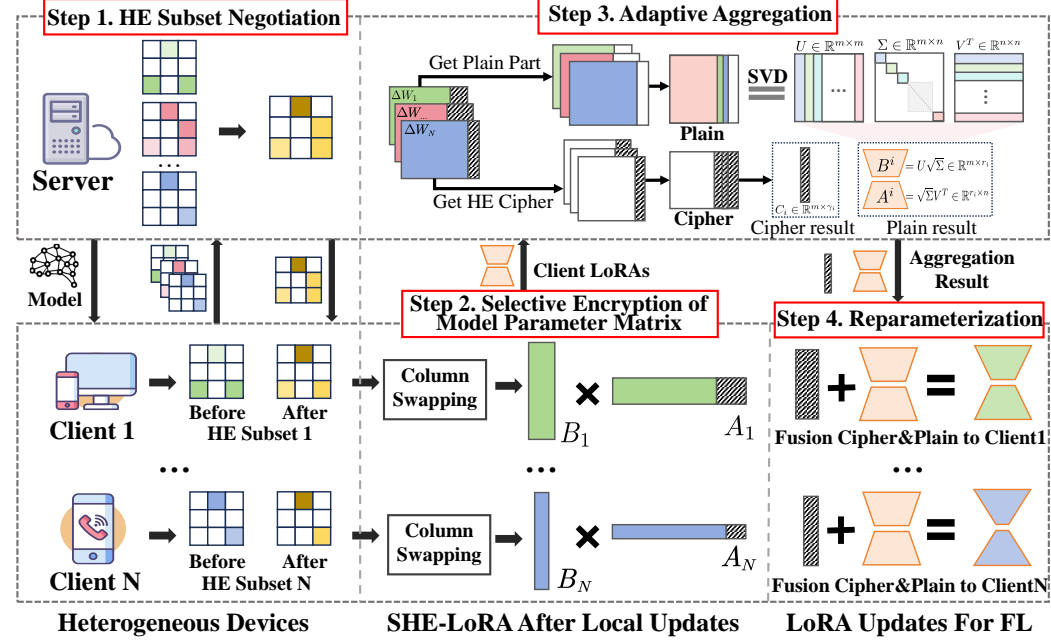 Step 1. HE Subset Negotiation
Server
...
Step 3. Adaptive Aggregation
Get Plain Part
ΔW_1
ΔW_...
ΔW_N
Get HE Cipher
Plain
Cipher
SVD
U ∈ ℝ^{m×m}
Σ ∈ ℝ^{m×n}
V^T ∈ ℝ^{n×n}
...
⋮
C_i ∈ ℝ^{m×γ_i}
Cipher result
B^i = U√Σ ∈ ℝ^{m×r_i}
A^i = √ΣV^T ∈ ℝ^{r_i×n}
Plain result
Model
Client LoRAs
Aggregation
Result
Step 2. Selective Encryption of
Model Parameter Matrix
Step 4. Reparameterization
Client 1
Before
After
HE Subset 1
Column
Swapping
B_1
×
A_1
+
=
Fusion Cipher&Plain to Client1
...
...
...
Client N
Before
After
HE Subset N
Column
Swapping
B_N
×
A_N
+
=
Fusion Cipher&Plain to ClientN
Heterogeneous Devices
SHE-LoRA After Local Updates
LoRA Updates For FL